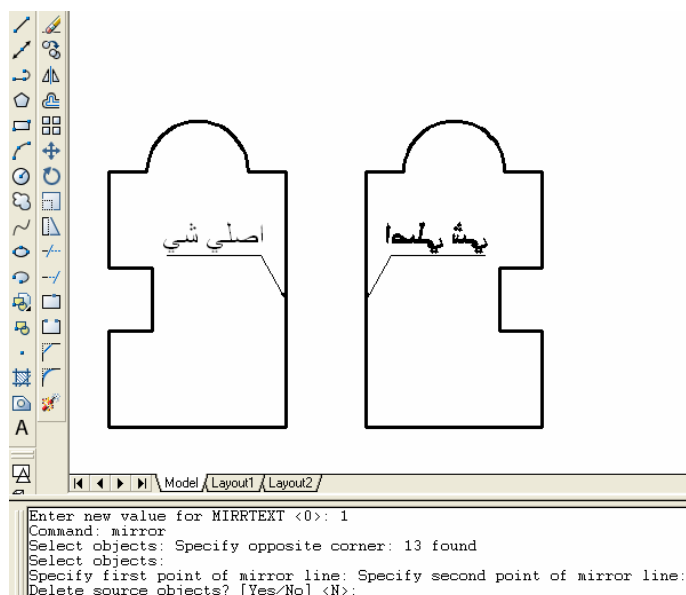 اصلي شي
اصلي شي
A
Model
Layout1
Layout2
Enter new value for MIRRTEXT <0>: 1
Command: mirror
Select objects: Specify opposite corner: 13 found
Select objects:
Specify first point of mirror line: Specify second point of mirror line:
Delete source objects? [Yes/No] <N>: